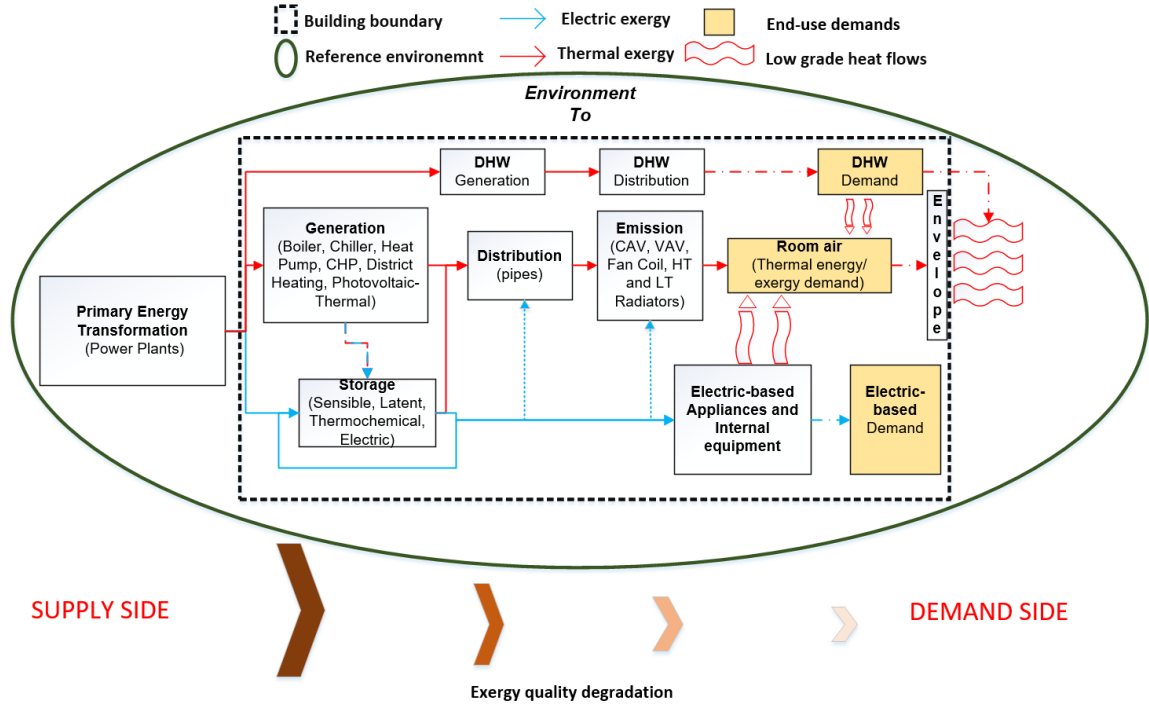 Building boundary
Electric exergy
End-use demands
Reference environemnt
Thermal exergy
Low grade heat flows
Environment
To
DHW
Generation
DHW
Distribution
DHW
Demand
Envelope
Generation
(Boiler, Chiller, Heat
Pump, CHP, District
Heating, Photovoltaic-
Thermal)
Distribution
(pipes)
Emission
(CAV, VAV,
Fan Coil, HT
and LT
Radiators)
Room air
(Thermal energy/
exergy demand)
Primary Energy
Transformation
(Power Plants)
Storage
(Sensible, Latent,
Thermochemical,
Electric)
Electric-based
Appliances and
Internal
equipment
Electric-
based
Demand
SUPPLY SIDE
DEMAND SIDE
Exergy quality degradation